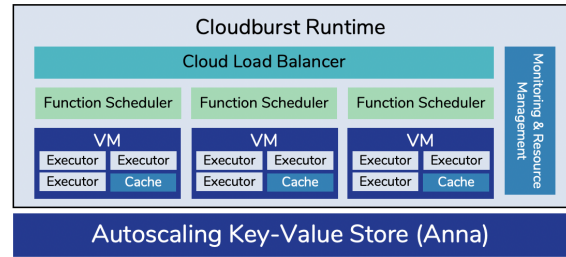 Cloudburst Runtime
Cloud Load Balancer
Function Scheduler
Function Scheduler
Function Scheduler
VM
Executor Executor
Executor Cache
VM
Executor Executor
Executor Cache
VM
Executor Executor
Executor Cache
Monitoring & Resource
Management
Autoscaling Key-Value Store (Anna)